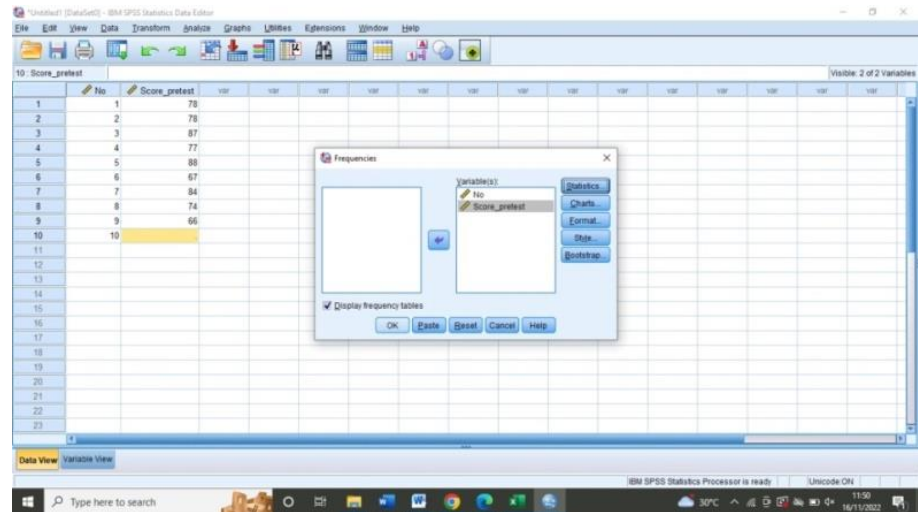 *Untitled1 [DataSet0] - IBM SPSS Statistics Data Editor
File Edit View Data Transform Analyze Graphs Utilities Extensions Window Help
10 : Score_pretest Visible: 2 of 2 Variables
No Score_pretest var var var var var var var var var var var var var
1 1 78
2 2 78
3 3 87
4 4 77
5 5 88
6 6 67
7 7 84
8 8 74
9 9 66
10 10 .
11
12
13
14
15
16
17
18
19
20
21
22
23
Frequencies
Variable(s):
No
Score_pretest
Statistics...
Charts...
Format...
Style...
Bootstrap...
Display frequency tables
OK Paste Reset Cancel Help
Data View Variable View
IBM SPSS Statistics Processor is ready Unicode:ON
Type here to search
30°C
11:50
16/11/2022